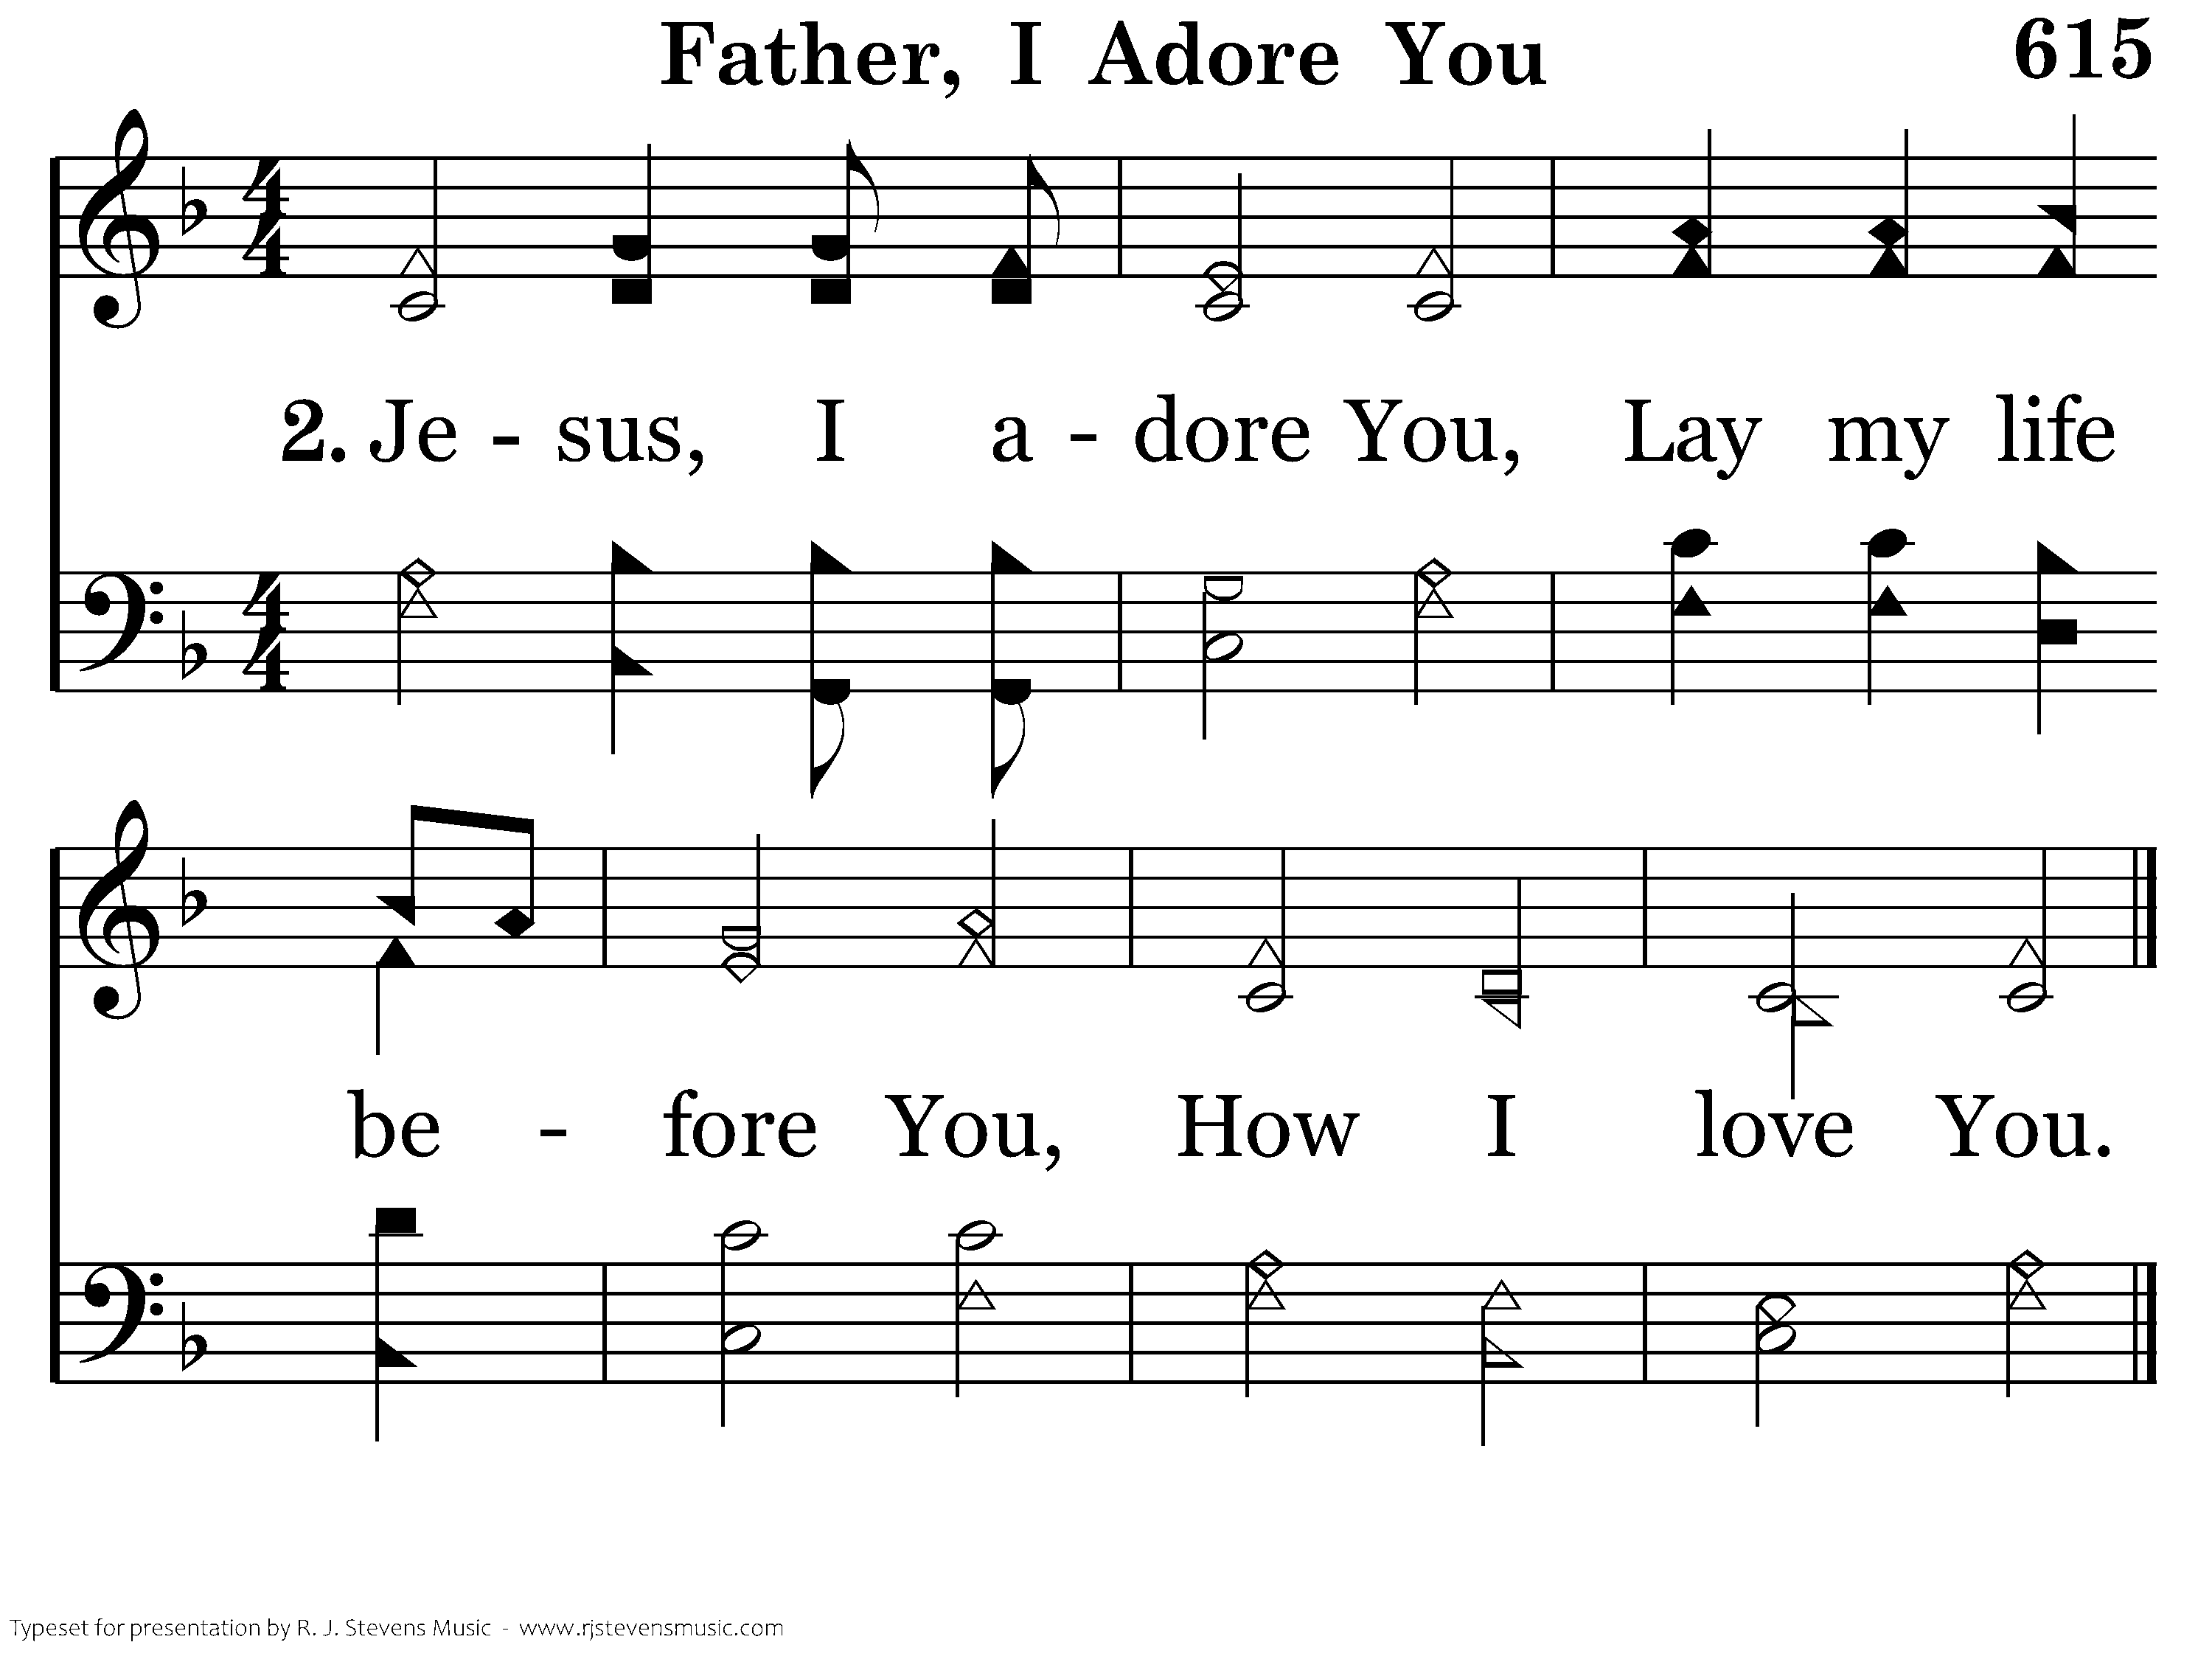 Father, I Adore You 615
2. Je - sus, I a - dore You, Lay my life
be - fore You, How I love You.
Typeset for presentation by R. J. Stevens Music - www.rjstevensmusic.com